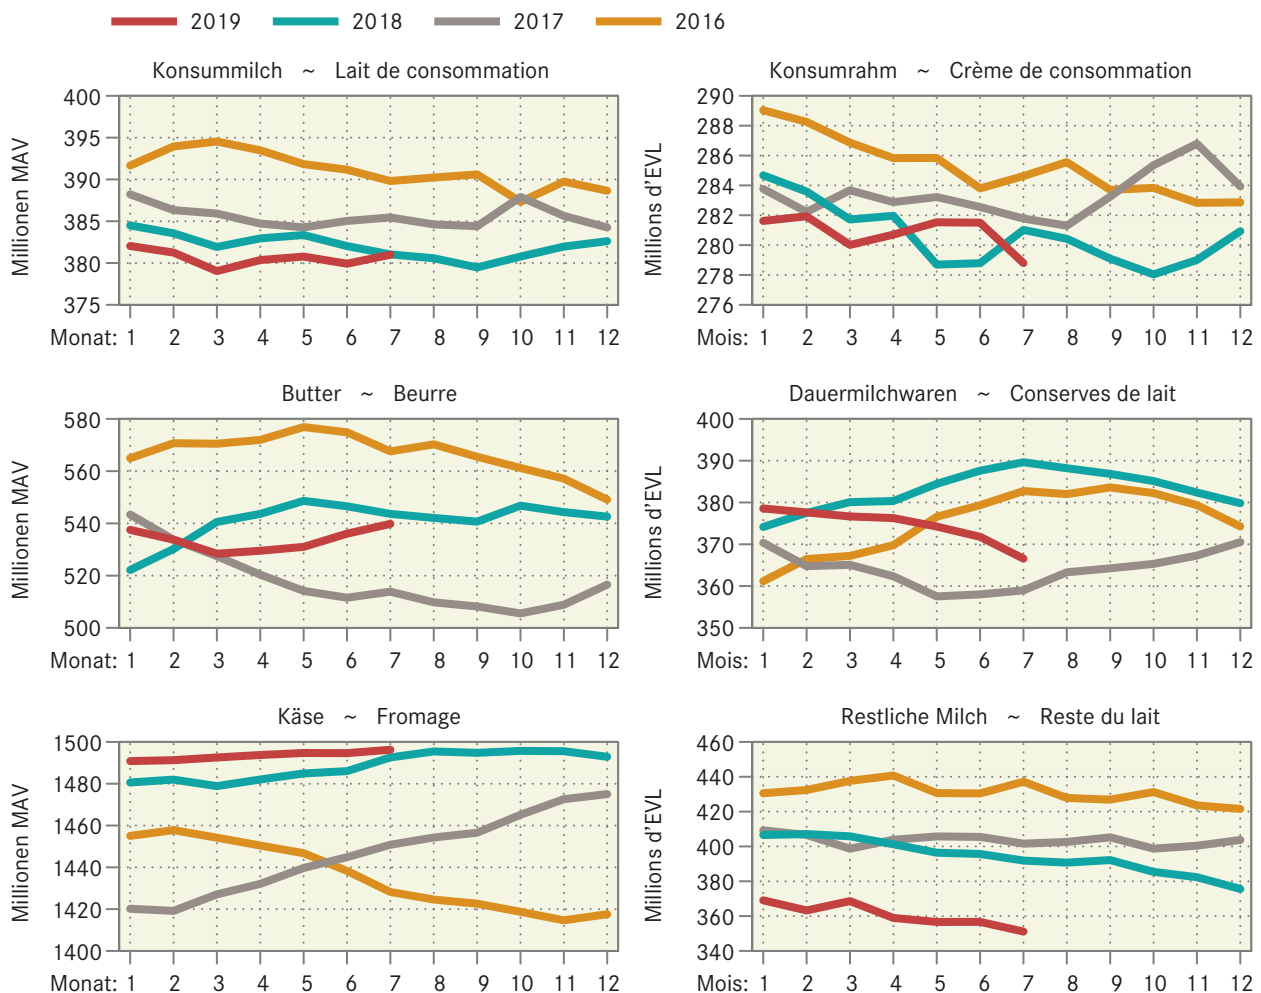 2019 2018 2017 2016
Konsummilch ~ Lait de consommation
Millionen MAV
400
395
390
385
380
375
Monat: 1 2 3 4 5 6 7 8 9 10 11 12
Konsumrahm ~ Crème de consommation
Millions d'EVL
290
288
286
284
282
280
278
276
Mois: 1 2 3 4 5 6 7 8 9 10 11 12
Butter ~ Beurre
Millionen MAV
580
560
540
520
500
Monat: 1 2 3 4 5 6 7 8 9 10 11 12
Dauermilchwaren ~ Conserves de lait
Millions d'EVL
400
390
380
370
360
350
Mois: 1 2 3 4 5 6 7 8 9 10 11 12
Käse ~ Fromage
Millionen MAV
1500
1480
1460
1440
1420
1400
Monat: 1 2 3 4 5 6 7 8 9 10 11 12
Restliche Milch ~ Reste du lait
Millions d'EVL
460
440
420
400
380
360
340
Mois: 1 2 3 4 5 6 7 8 9 10 11 12